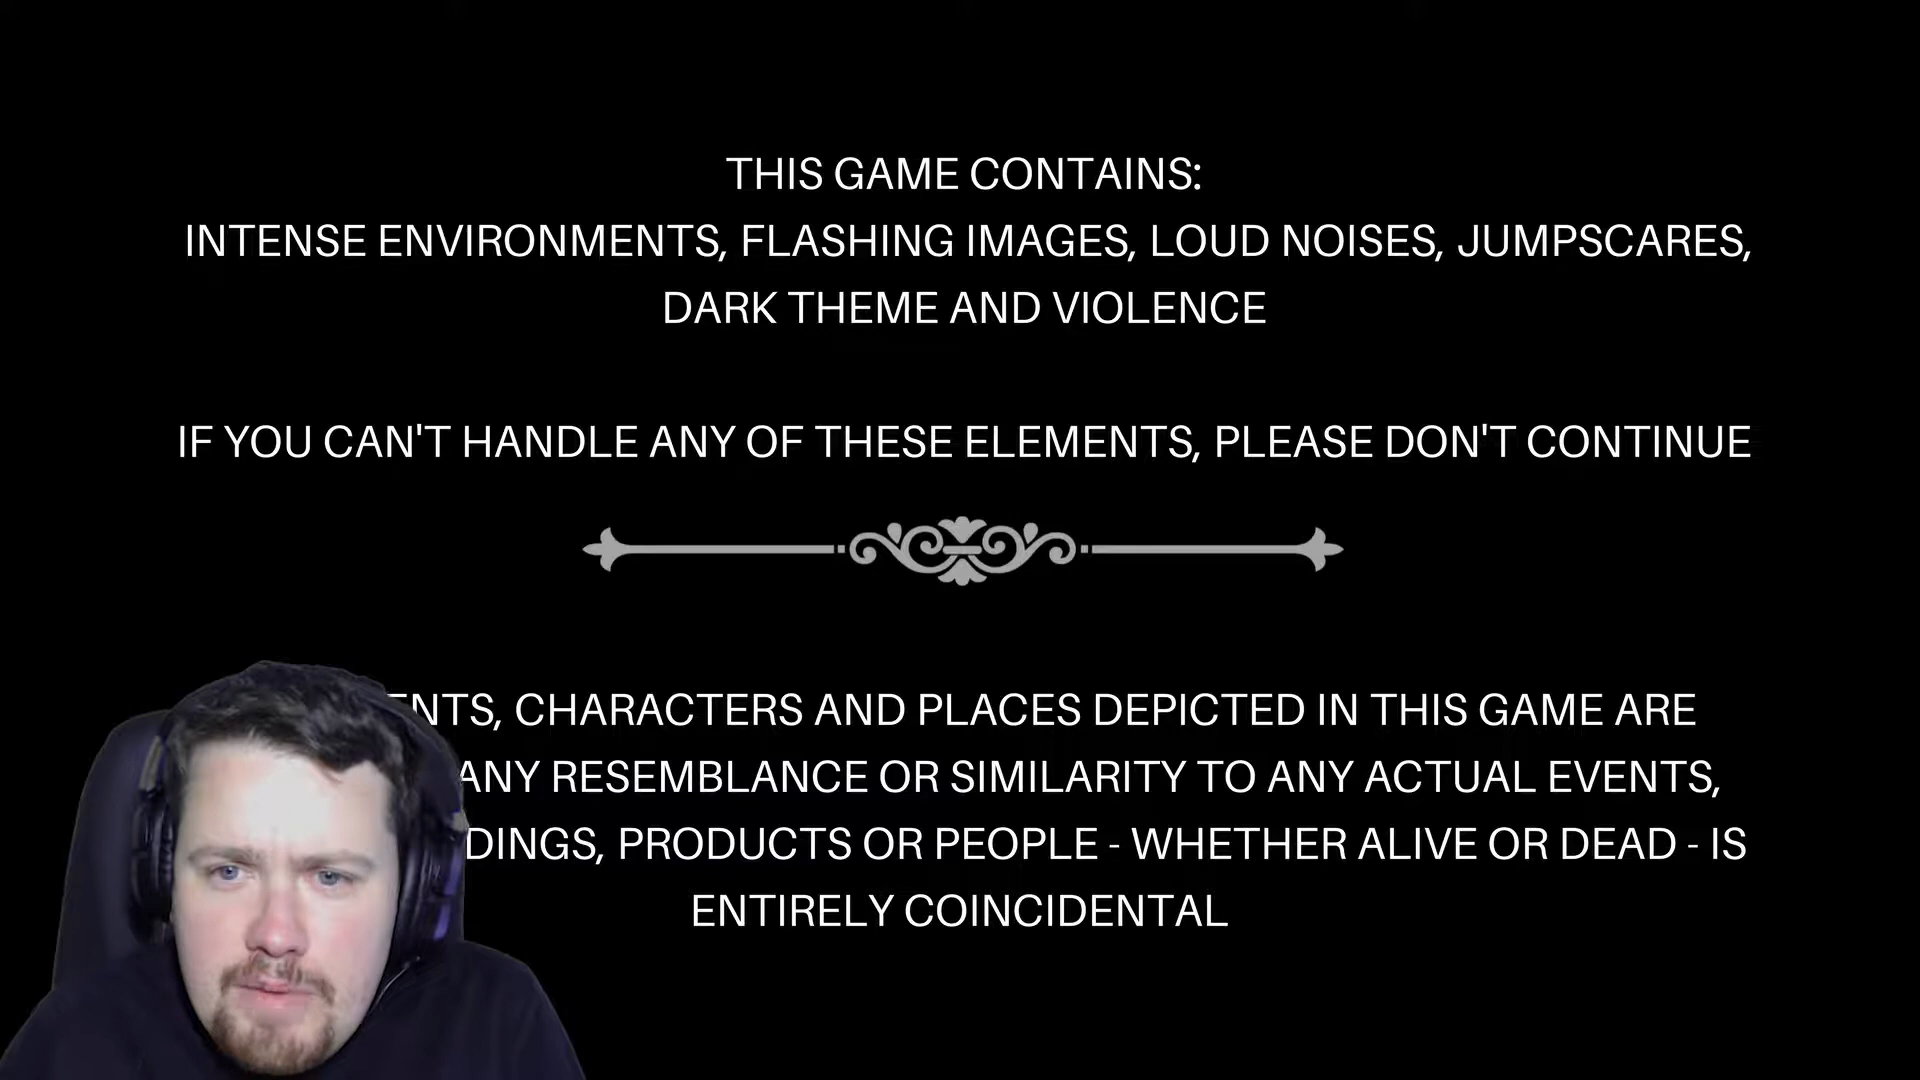 THIS GAME CONTAINS:
INTENSE ENVIRONMENTS, FLASHING IMAGES, LOUD NOISES, JUMPSCARES,
DARK THEME AND VIOLENCE
IF YOU CAN'T HANDLE ANY OF THESE ELEMENTS, PLEASE DON'T CONTINUE
CHARACTERS AND PLACES DEPICTED IN THIS GAME ARE
ANY RESEMBLANCE OR SIMILARITY TO ANY ACTUAL EVENTS,
PRODUCTS OR PEOPLE - WHETHER ALIVE OR DEAD - IS
ENTIRELY COINCIDENTAL